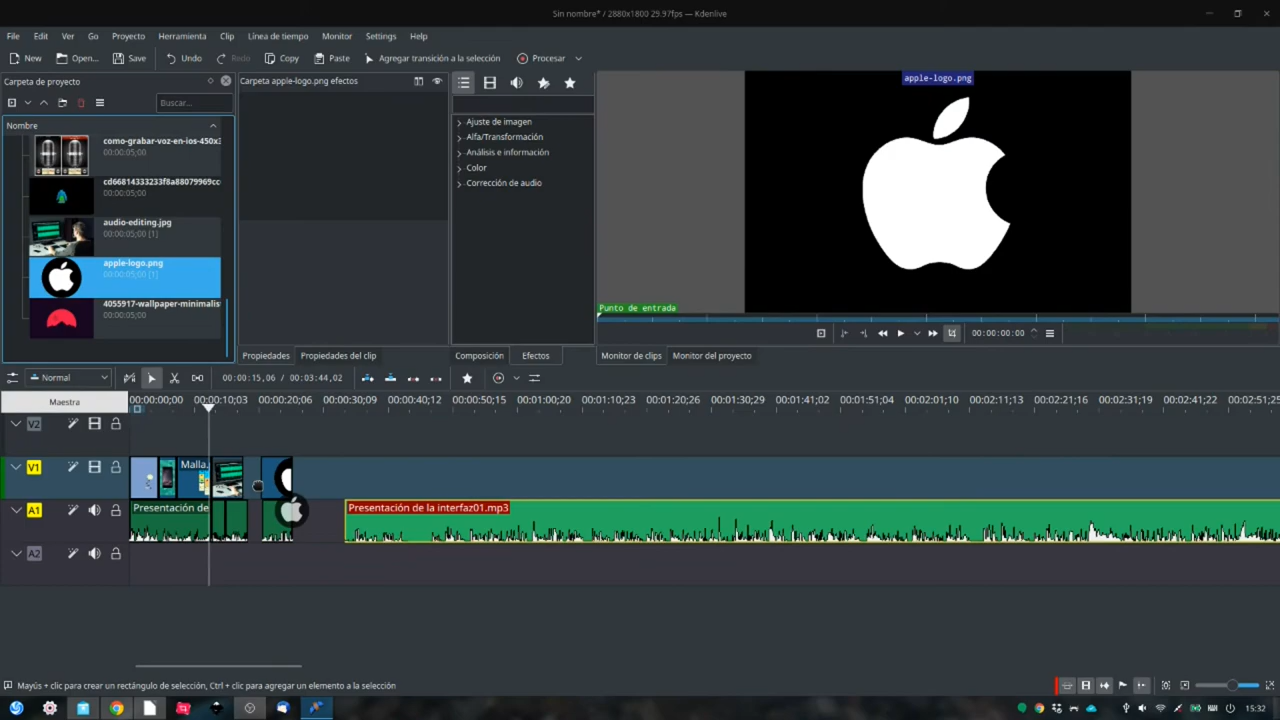 Sin nombre* / 2880x1800 29.97fps — Kdenlive
File Edit Ver Go Proyecto Herramienta Clip Línea de tiempo Monitor Settings Help
New Open... Save Undo Redo Copy Paste Agregar transición a la selección Procesar
Carpeta de proyecto
Buscar...
Nombre
como-grabar-voz-en-ios-450x3
00:00:05;00
cd66814333233f8a88079969cc
00:00:05;00
audio-editing.jpg
00:00:05;00 [1]
apple-logo.png
00:00:05;00 [1]
4055917-wallpaper-minimalis
00:00:05;00
Carpeta apple-logo.png efectos
Propiedades Propiedades del clip
Ajuste de imagen
Alfa/Transformación
Análisis e información
Color
Corrección de audio
Composición Efectos
apple-logo.png
Punto de entrada
00:00:00:00
Monitor de clips Monitor del proyecto
Normal
00:00:15,06 / 00:03:44,02
Maestra
00:00:00;00 00:00:10;03 00:00:20;06 00:00:30;09 00:00:40;12 00:00:50;15 00:01:00;20 00:01:10;23 00:01:20;26 00:01:30;29 00:01:41;02 00:01:51;04 00:02:01;10 00:02:11;13 00:02:21;16 00:02:31;19 00:02:41;22 00:02:51;25
V2
V1
Malla.
A1
Presentación de
Presentación de la interfaz01.mp3
A2
Mayús + clic para crear un rectángulo de selección, Ctrl + clic para agregar un elemento a la selección
15:32